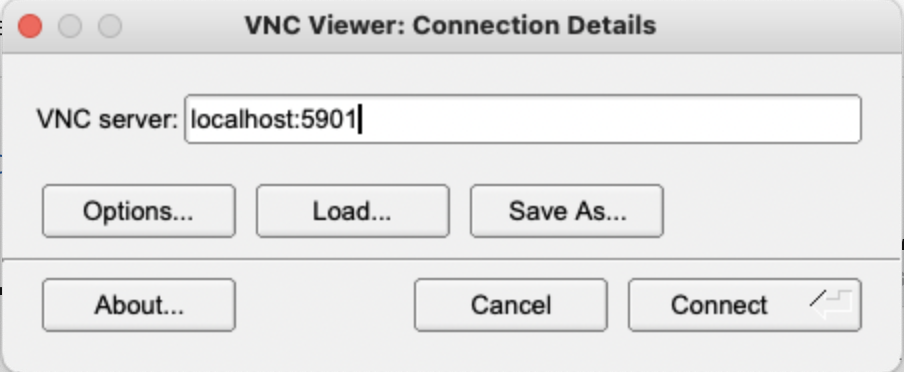 VNC Viewer: Connection Details
VNC server: localhost:5901
Options... Load... Save As...
About... Cancel Connect